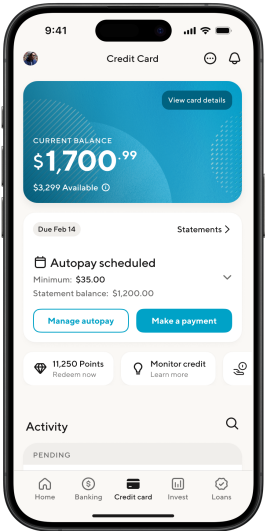 9:41
Credit Card
View card details
CURRENT BALANCE
$1,700.99
$3,299 Available
Due Feb 14
Statements
Autopay scheduled
Minimum: $35.00
Statement balance: $1,200.00
Manage autopay
Make a payment
11,250 Points
Redeem now
Monitor credit
Learn more
Activity
PENDING
Home
Banking
Credit card
Invest
Loans